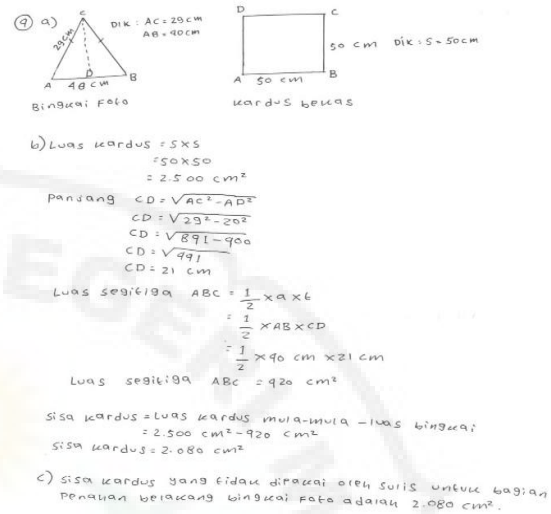 ④ a) C
DIK : AC = 29 cm
AB = 40 cm
29 cm
A D B
40 cm
Bingkai Foto
D C
50 cm Dik : S = 50 cm
A 50 cm B
kardus bekas
b) Luas kardus = S x S
= 50 x 50
= 2.500 cm²
Panjang CD = √AC² - AD²
CD = √29² - 20²
CD = √841 - 400
CD = √441
CD = 21 cm
Luas segitiga ABC = 1/2 x a x t
= 1/2 x AB x CD
= 1/2 x 40 cm x 21 cm
Luas segitiga ABC = 420 cm²
Sisa kardus = Luas kardus mula-mula - luas bingkai
= 2.500 cm² - 420 cm²
Sisa kardus = 2.080 cm²
c) Sisa kardus yang tidak dipakai oleh Sulis untuk bagian
Penahan belakang bingkai Foto adalah 2.080 cm².